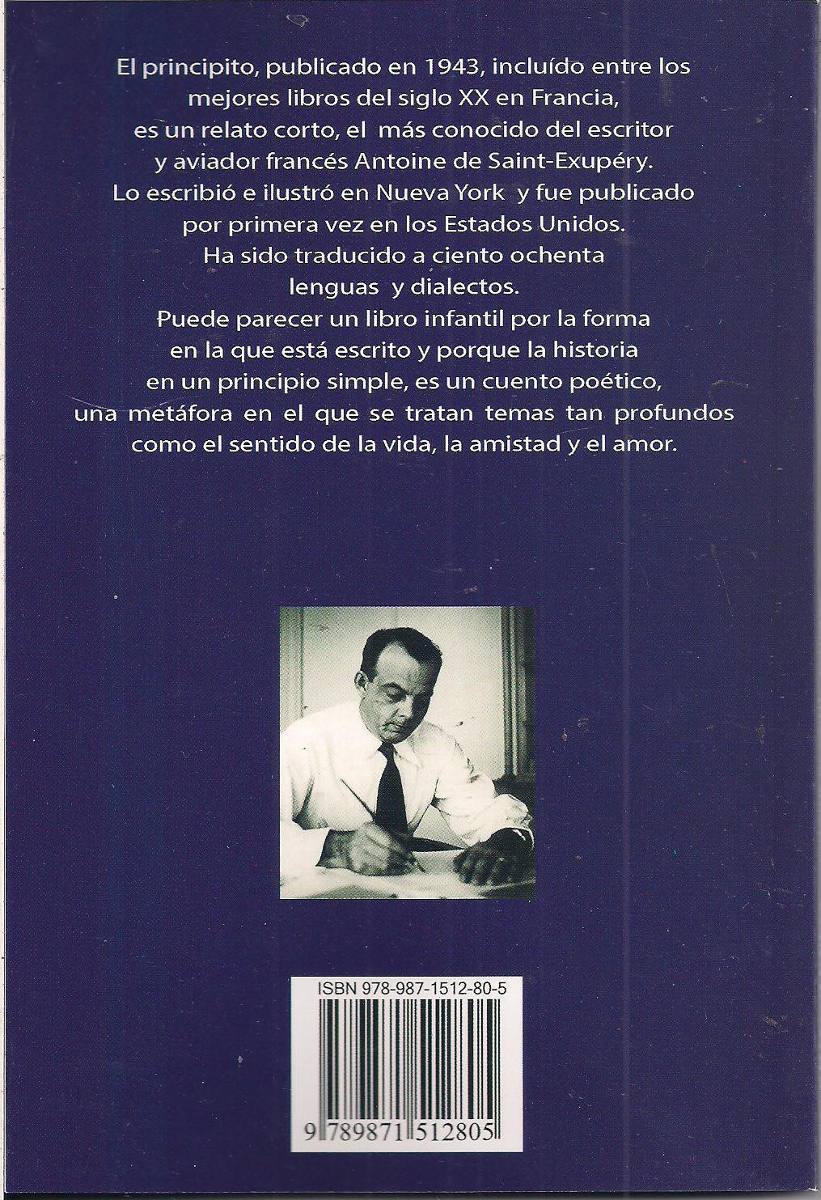 El principito, publicado en 1943, incluído entre los
mejores libros del siglo XX en Francia,
es un relato corto, el más conocido del escritor
y aviador francés Antoine de Saint-Exupéry.
Lo escribió e ilustró en Nueva York y fue publicado
por primera vez en los Estados Unidos.
Ha sido traducido a ciento ochenta
lenguas y dialectos.
Puede parecer un libro infantil por la forma
en la que está escrito y porque la historia
en un principio simple, es un cuento poético,
una metáfora en el que se tratan temas tan profundos
como el sentido de la vida, la amistad y el amor.
ISBN 978-987-1512-80-5
9 789871 512805